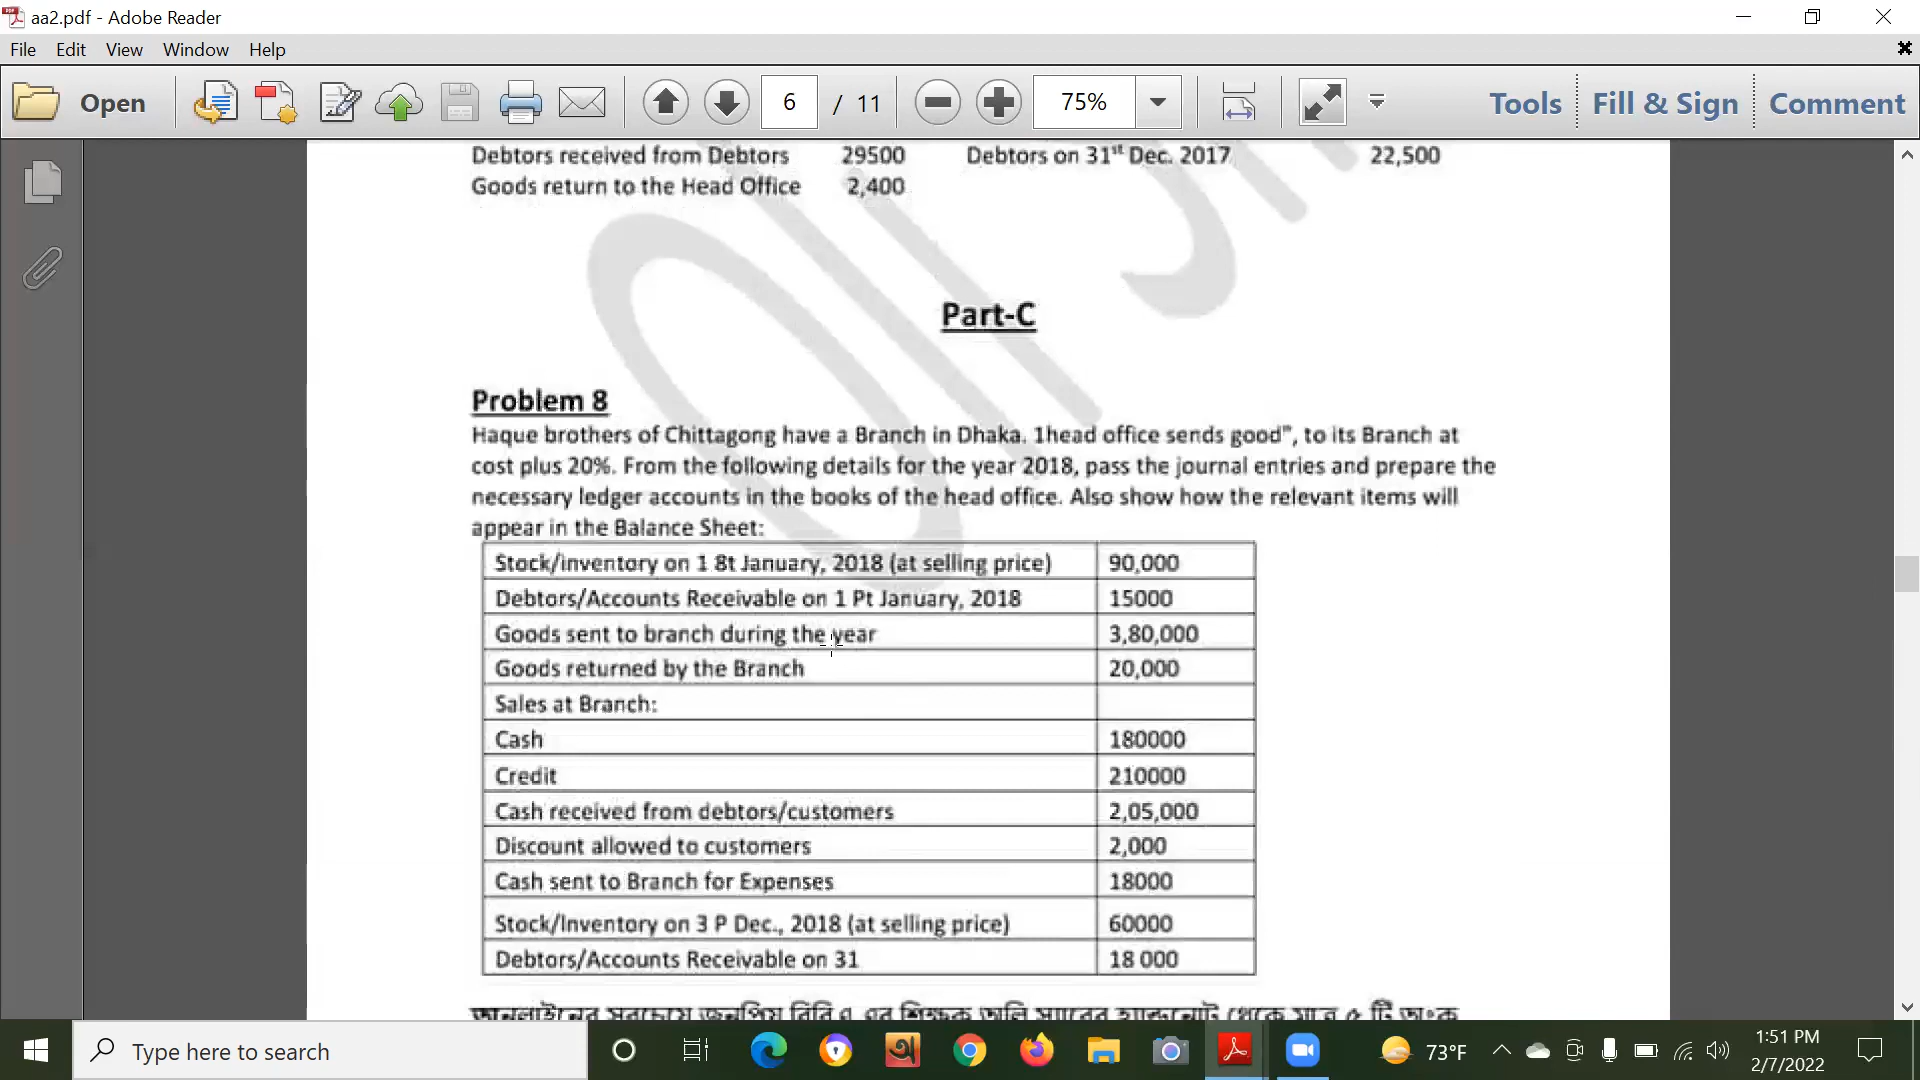 aa2.pdf - Adobe Reader
File Edit View Window Help
Open 6 / 11 75% Tools Fill & Sign Comment
Debtors received from Debtors 29500 Debtors on 31st Dec. 2017 22,500
Goods return to the Head Office 2,400
Part-C
Problem 8
Haque brothers of Chittagong have a Branch in Dhaka. 1head office sends good", to its Branch at
cost plus 20%. From the following details for the year 2018, pass the journal entries and prepare the
necessary ledger accounts in the books of the head office. Also show how the relevant items will
appear in the Balance Sheet:
Stock/inventory on 1 8t January, 2018 (at selling price) 90,000
Debtors/Accounts Receivable on 1 Pt January, 2018 15000
Goods sent to branch during the year 3,80,000
Goods returned by the Branch 20,000
Sales at Branch:
Cash 180000
Credit 210000
Cash received from debtors/customers 2,05,000
Discount allowed to customers 2,000
Cash sent to Branch for Expenses 18000
Stock/Inventory on 3 P Dec., 2018 (at selling price) 60000
Debtors/Accounts Receivable on 31 18 000
Type here to search
73°F
1:51 PM
2/7/2022